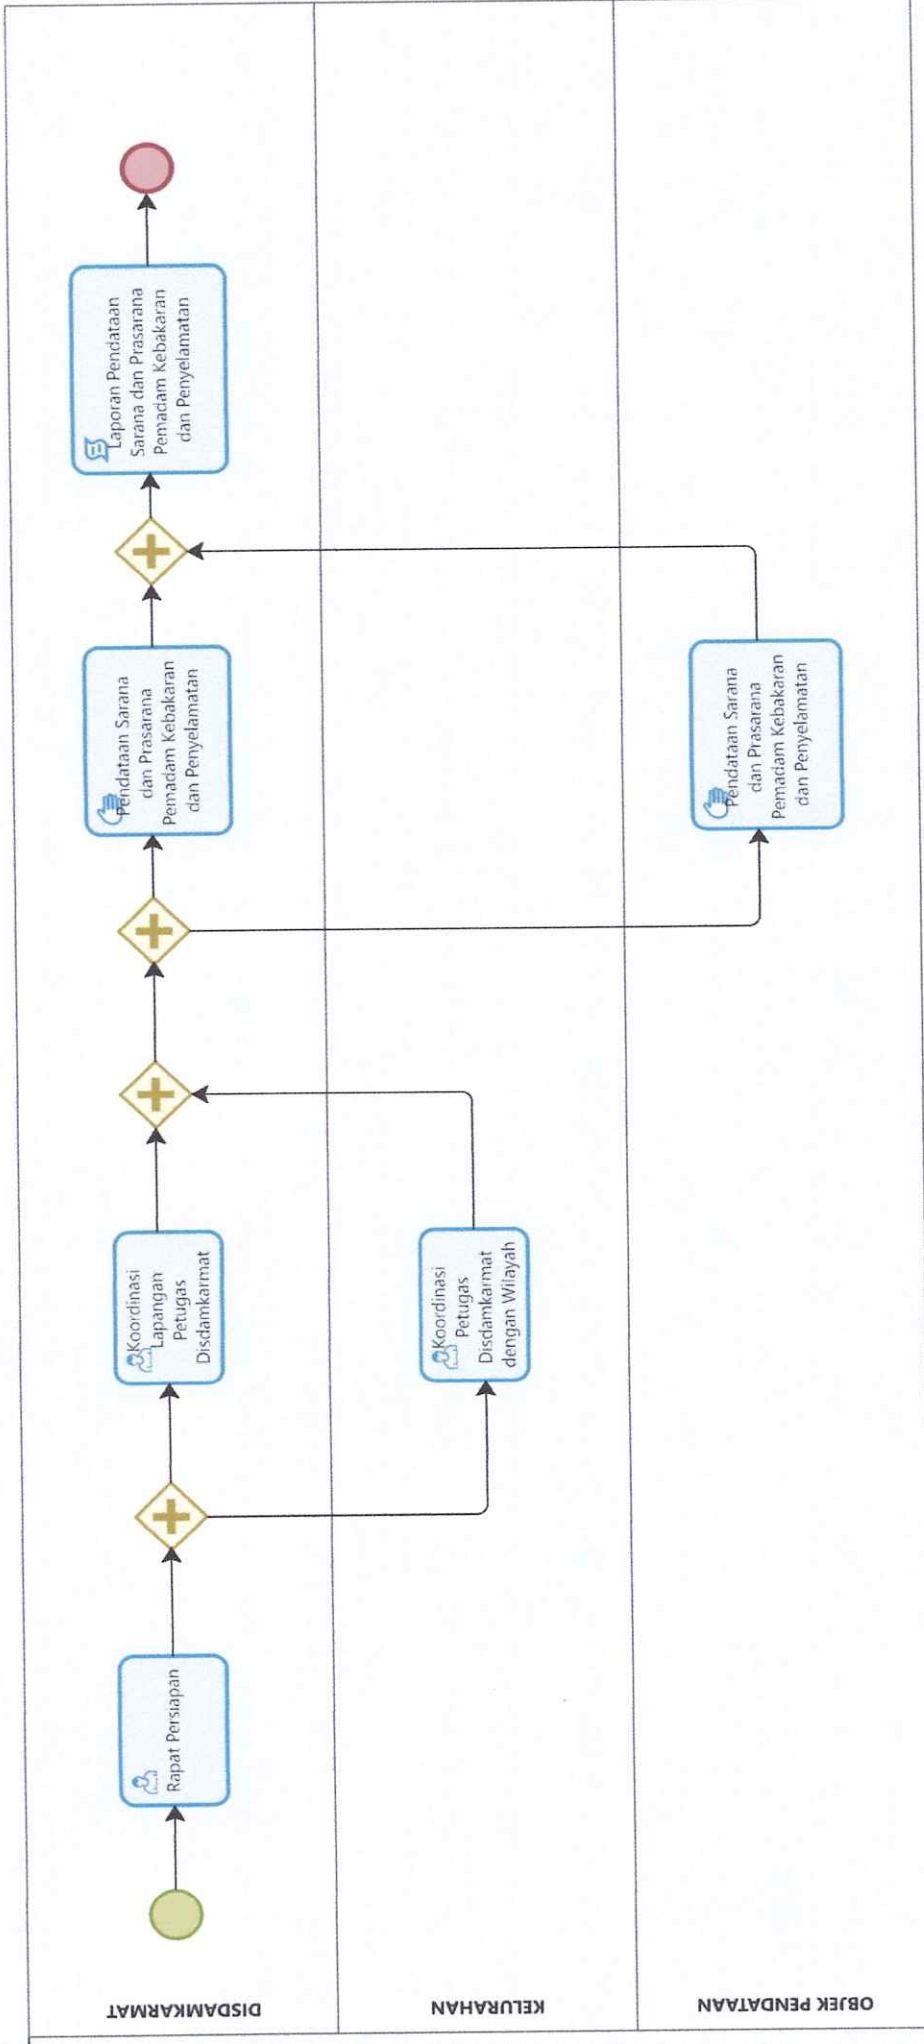 DISDAMKARMAT
Rapat Persiapan
Koordinasi
Lapangan
Petugas
Disdamkarmat
Pendataan Sarana
dan Prasarana
Pemadam Kebakaran
dan Penyelamatan
Laporan Pendataan
Sarana dan Prasarana
Pemadam Kebakaran
dan Penyelamatan
KELURAHAN
Koordinasi
Petugas
Disdamkarmat
dengan Wilayah
OBJEK PENDATAAN
Pendataan Sarana
dan Prasarana
Pemadam Kebakaran
dan Penyelamatan